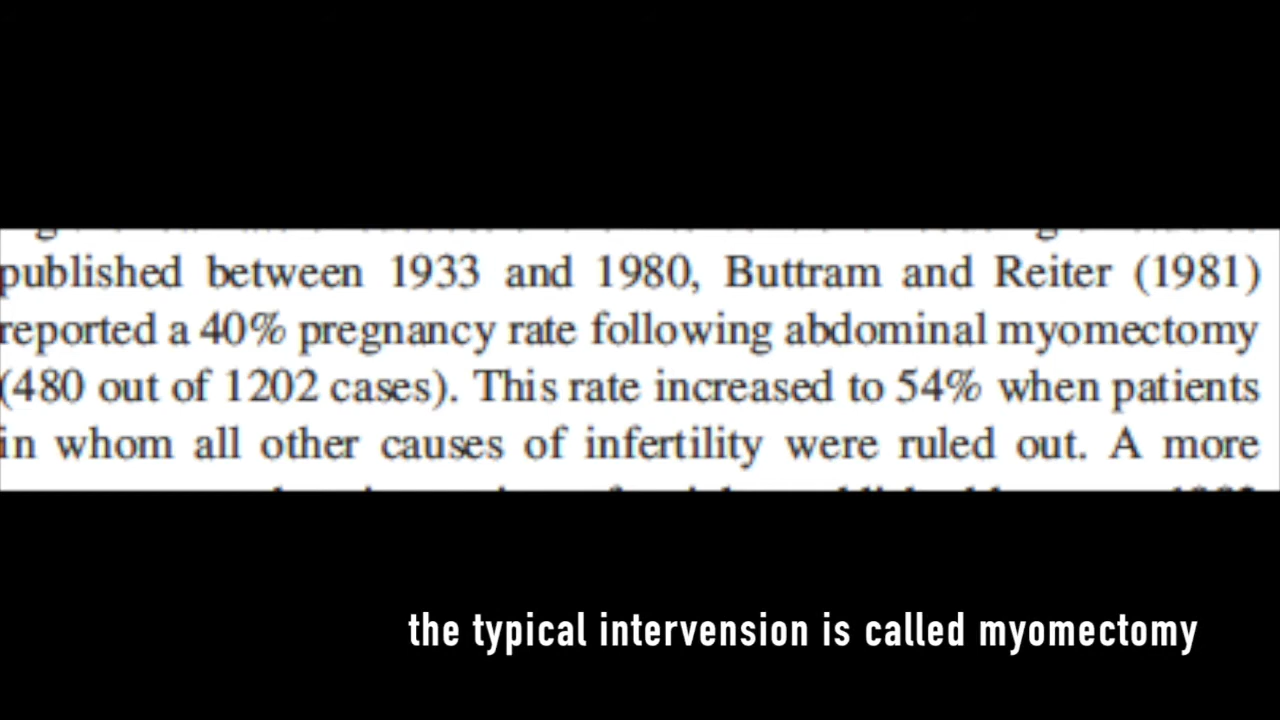 published between 1933 and 1980, Buttram and Reiter (1981)
reported a 40% pregnancy rate following abdominal myomectomy
(480 out of 1202 cases). This rate increased to 54% when patients
in whom all other causes of infertility were ruled out. A more
the typical intervension is called myomectomy